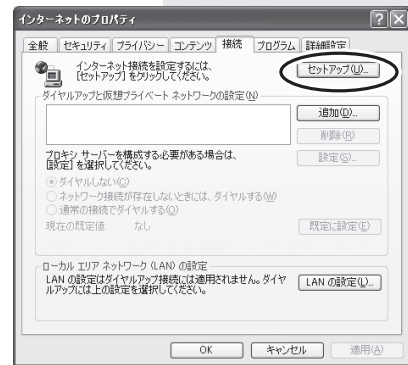 インターネットのプロパティ
全般 セキュリティ プライバシー コンテンツ 接続 プログラム 詳細設定
インターネット接続を設定するには、
[セットアップ] をクリックしてください。
セットアップ(U)...
ダイヤルアップと仮想プライベート ネットワークの設定(N)
追加(D)...
削除(R)
プロキシ サーバーを構成する必要がある場合は、
[設定] を選択してください。
設定(S)...
ダイヤルしない(C)
ネットワーク接続が存在しないときには、ダイヤルする(W)
通常の接続でダイヤルする(O)
現在の既定値: なし
既定に設定(E)
ローカル エリア ネットワーク (LAN) の設定
LAN の設定はダイヤルアップ接続には適用されません。ダイヤ
ルアップには上の設定を選択してください。
LAN の設定(L)...
OK キャンセル 適用(A)